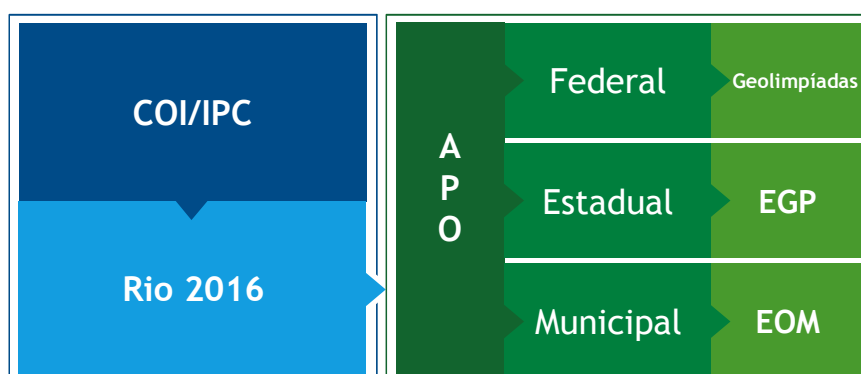 COI/IPC
Rio 2016
A
P
O
Federal
Geolimpíadas
Estadual
EGP
Municipal
EOM